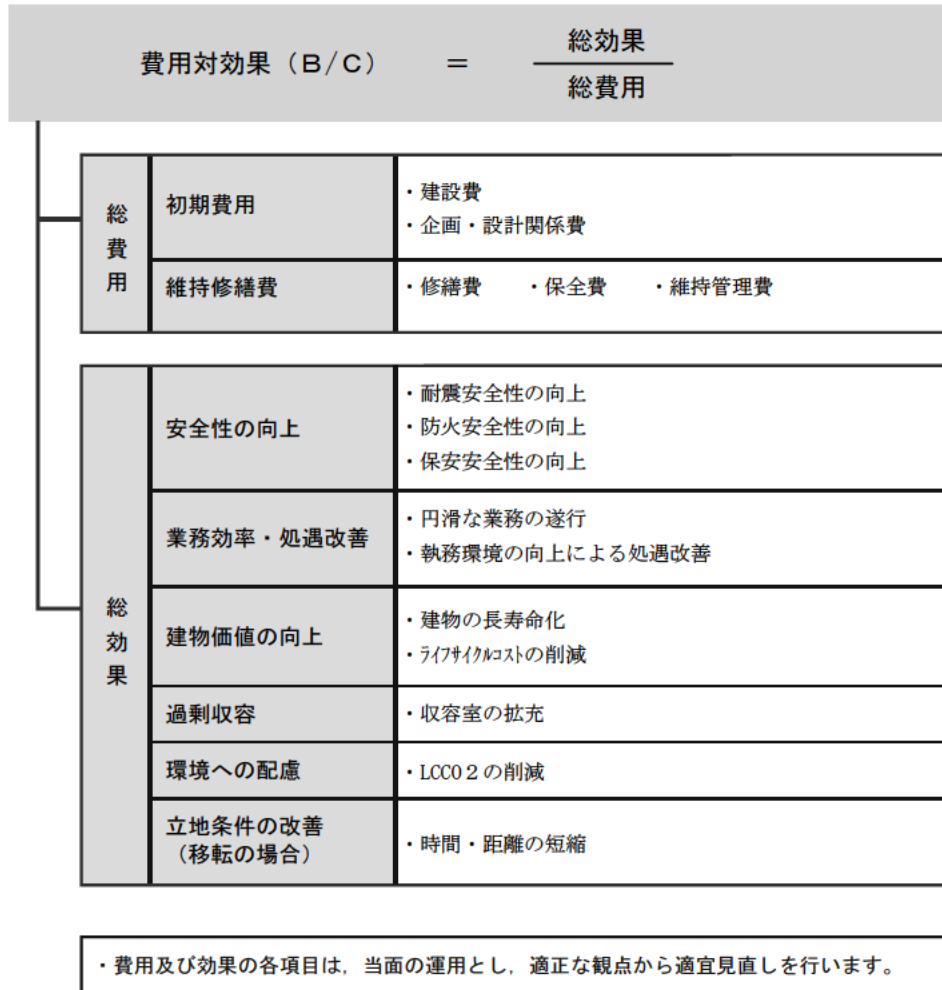 費用対効果（B/C） ＝ 総効果
総費用
総費用
初期費用
・建設費
・企画・設計関係費
維持修繕費
・修繕費 ・保全費 ・維持管理費
総効果
安全性の向上
・耐震安全性の向上
・防火安全性の向上
・保安安全性の向上
業務効率・処遇改善
・円滑な業務の遂行
・執務環境の向上による処遇改善
建物価値の向上
・建物の長寿命化
・ﾗｲﾌｻｲｸﾙｺｽﾄの削減
過剰収容
・収容室の拡充
環境への配慮
・LCCO２の削減
立地条件の改善
（移転の場合）
・時間・距離の短縮
・費用及び効果の各項目は，当面の運用とし，適正な観点から適宜見直しを行います。